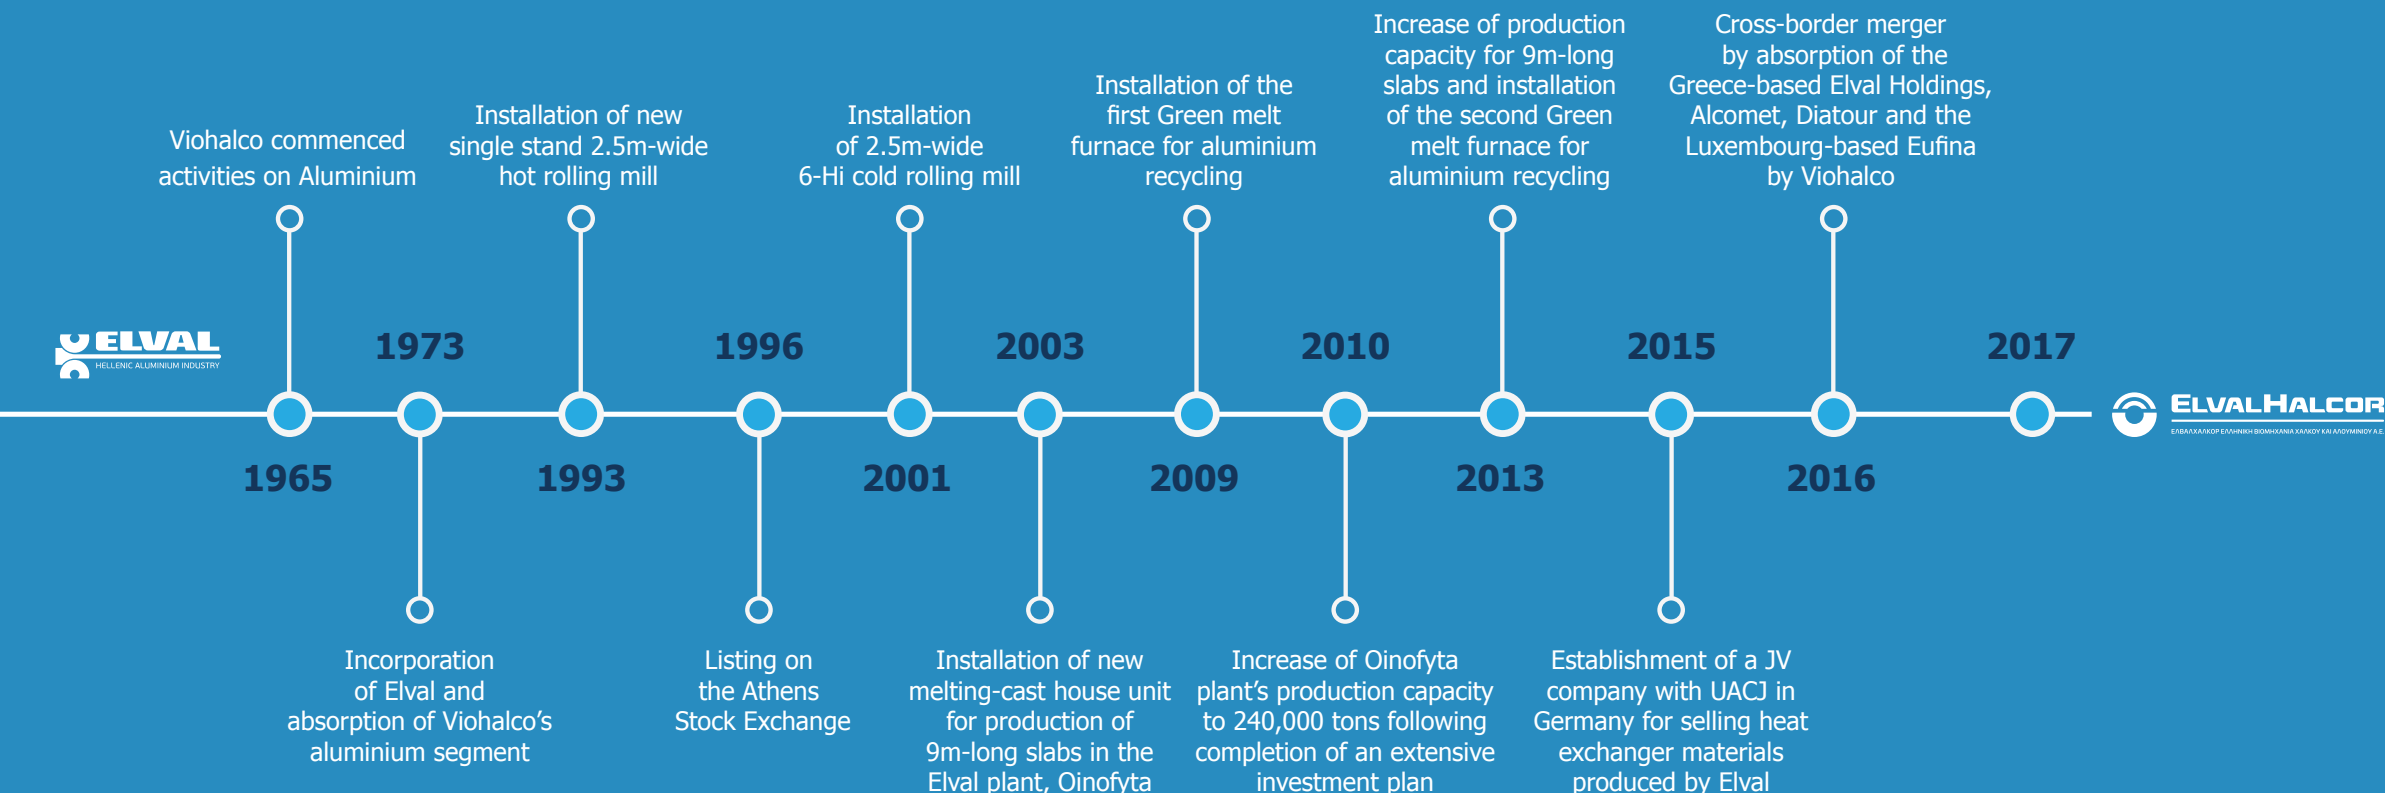 ELVAL
HELLENIC ALUMINIUM INDUSTRY
Viohalco commenced
activities on Aluminium
1965
1973
Incorporation
of Elval and
absorption of Viohalco’s
aluminium segment
Installation of new
single stand 2.5m-wide
hot rolling mill
1993
1996
Listing on
the Athens
Stock Exchange
Installation
of 2.5m-wide
6-Hi cold rolling mill
2001
2003
Installation of new
melting-cast house unit
for production of
9m-long slabs in the
Elval plant, Oinofyta
Installation of the
first Green melt
furnace for aluminium
recycling
2009
2010
Increase of Oinofyta
plant’s production capacity
to 240,000 tons following
completion of an extensive
investment plan
Increase of production
capacity for 9m-long
slabs and installation
of the second Green
melt furnace for
aluminium recycling
2013
2015
Establishment of a JV
company with UACJ in
Germany for selling heat
exchanger materials
produced by Elval
Cross-border merger
by absorption of the
Greece-based Elval Holdings,
Alcomet, Diatour and the
Luxembourg-based Eufina
by Viohalco
2016
2017
ELVALHALCOR
ΕΛΒΑΛΧΑΛΚΟΡ ΕΛΛΗΝΙΚΗ ΒΙΟΜΗΧΑΝΙΑ ΧΑΛΚΟΥ ΚΑΙ ΑΛΟΥΜΙΝΙΟΥ Α.Ε.